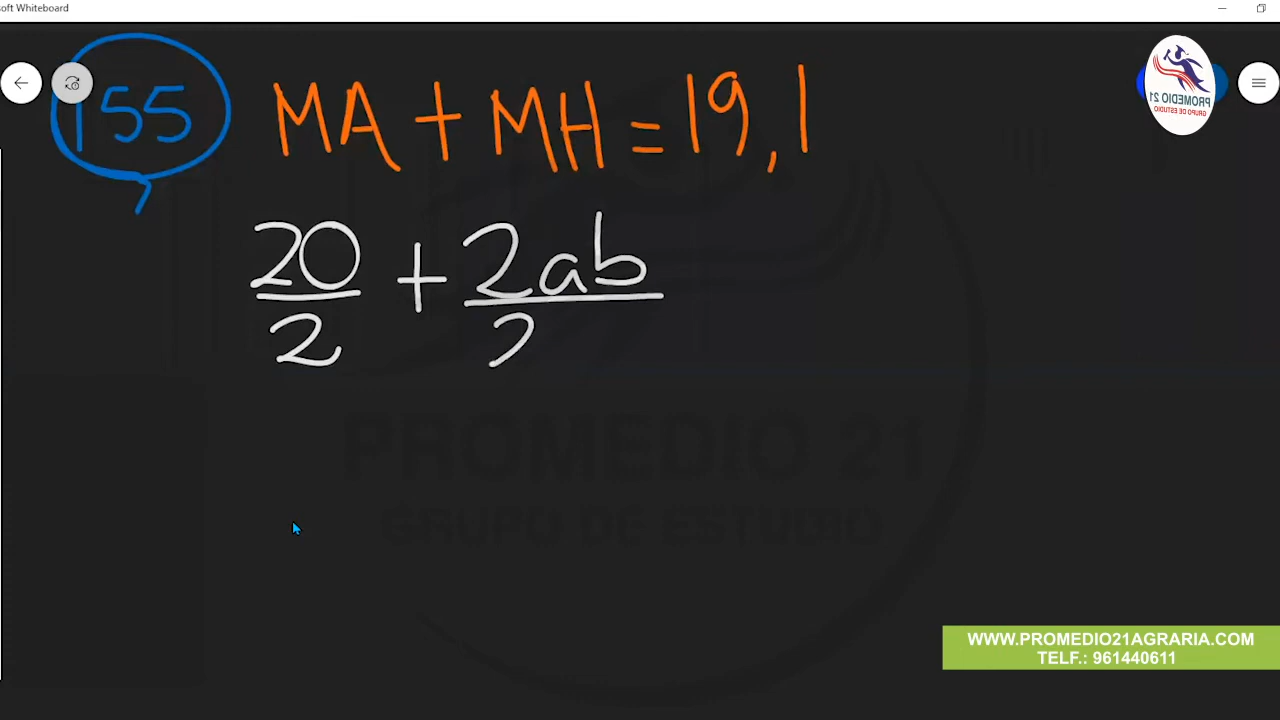 soft Whiteboard
155
MA + MH = 19,1
20/2 + 2ab/2
PROMEDIO 21
GRUPO DE ESTUDIO
PROMEDIO 21
GRUPO DE ESTUDIO
WWW.PROMEDIO21AGRARIA.COM
TELF.: 961440611